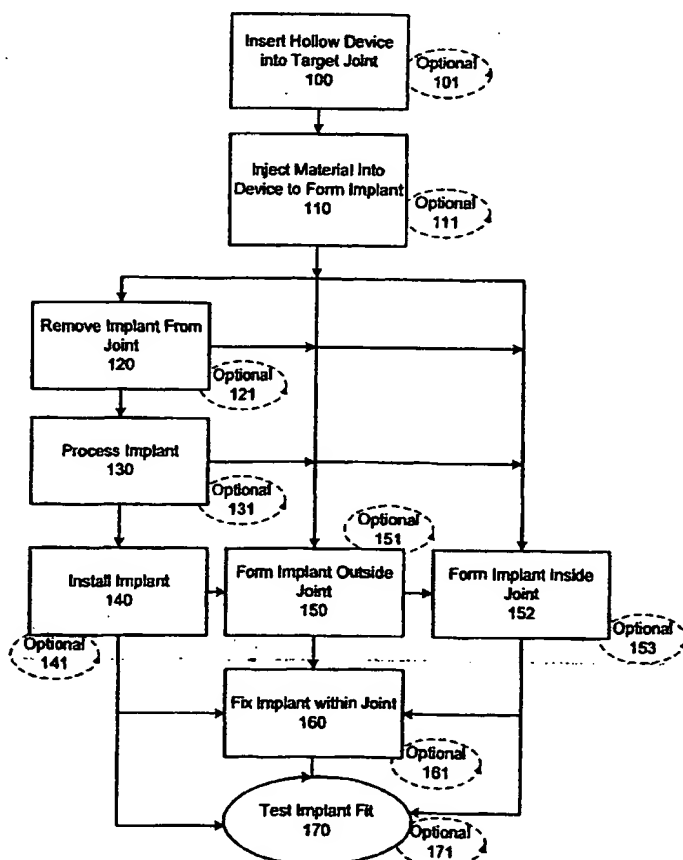 Insert Hollow Device
into Target Joint
100
Optional
101
Inject Material Into
Device to Form Implant
110
Optional
111
Remove Implant From
Joint
120
Optional
121
Process Implant
130
Optional
131
Optional
151
Install Implant
140
Optional
141
Form Implant Outside
Joint
150
Form Implant Inside
Joint
152
Optional
153
Fix Implant within Joint
160
Optional
161
Test Implant Fit
170
Optional
171